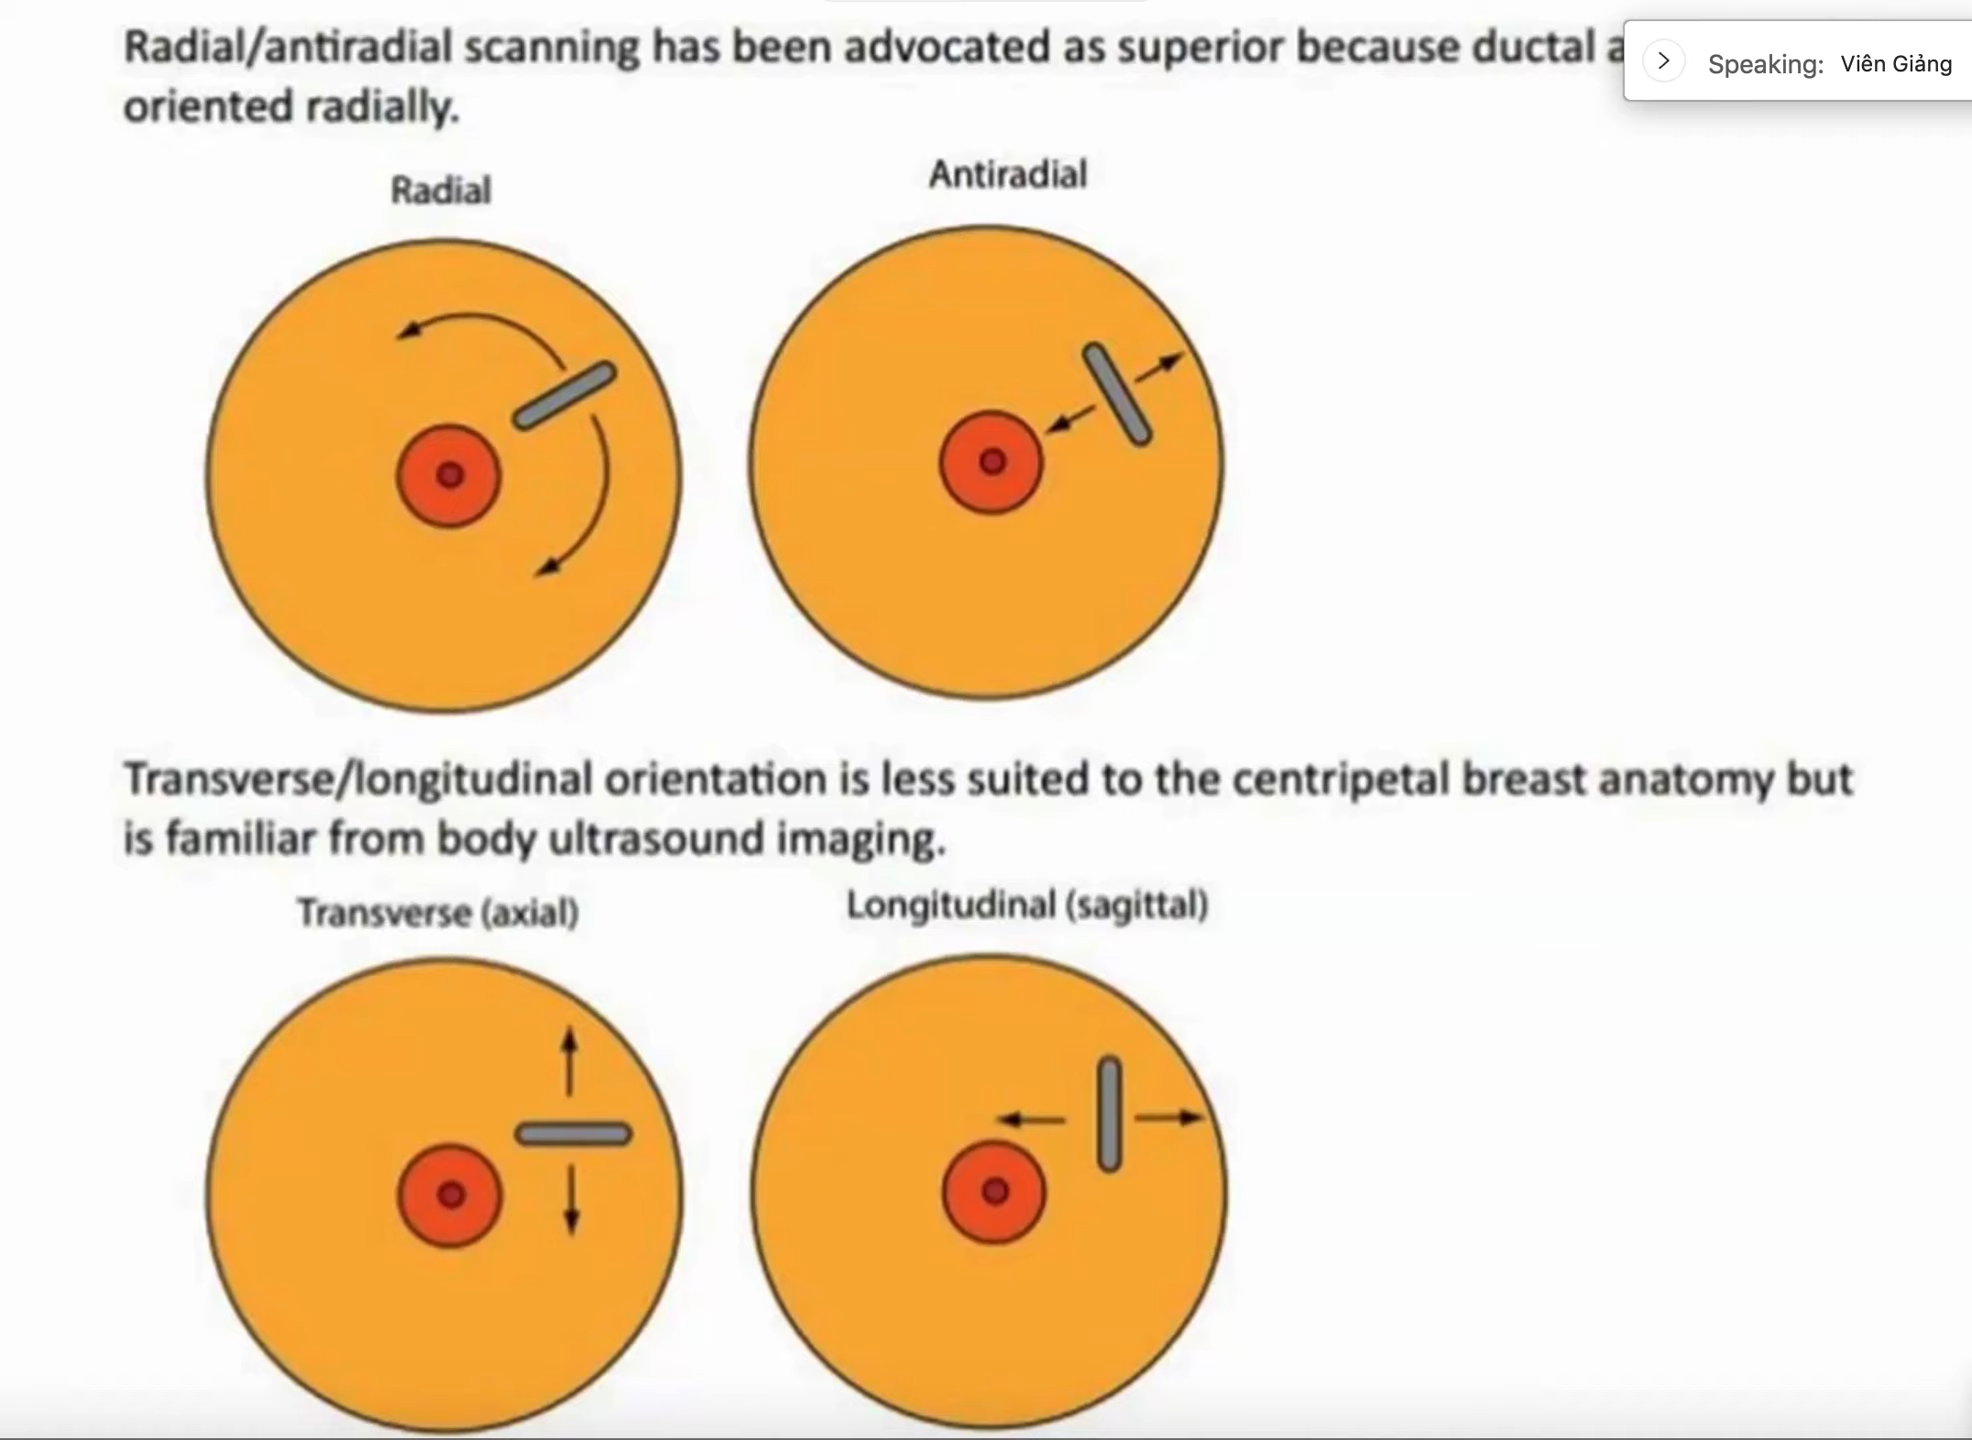 Radial/antiradial scanning has been advocated as superior because ductal
Speaking: Viên Giảng
oriented radially.
Radial
Antiradial
Transverse/longitudinal orientation is less suited to the centripetal breast anatomy but
is familiar from body ultrasound imaging.
Transverse (axial)
Longitudinal (sagittal)